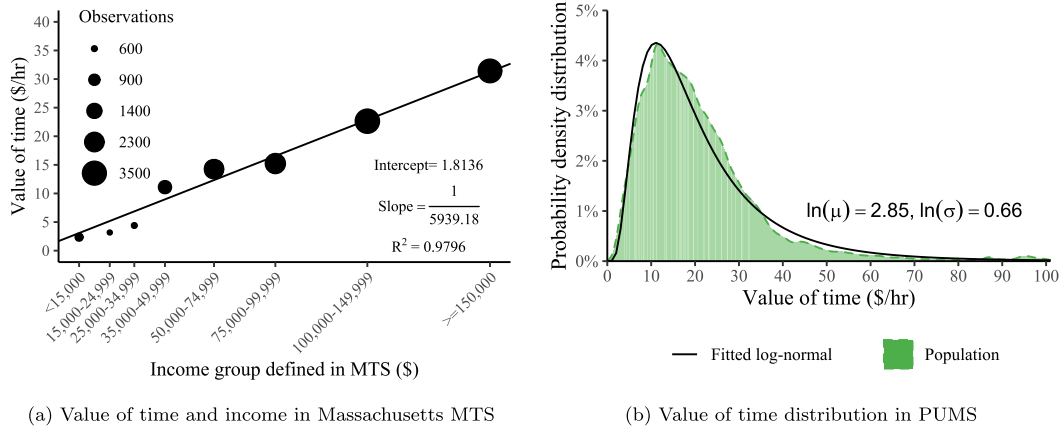 Observations
600
900
1400
2300
3500
40
35
30
25
20
15
10
5
0
Value of time ($/hr)
Intercept= 1.8136
Slope = 1
5939.18
R² = 0.9796
<15,000
15,000-24,999
25,000-34,999
35,000-49,999
50,000-74,999
75,000-99,999
100,000-149,999
>=150,000
Income group defined in MTS ($)
(a) Value of time and income in Massachusetts MTS
5%
4%
3%
2%
1%
0%
Probability density distribution
ln(μ) = 2.85, ln(σ) = 0.66
0 10 20 30 40 50 60 70 80 90 100
Value of time ($/hr)
Fitted log-normal
Population
(b) Value of time distribution in PUMS